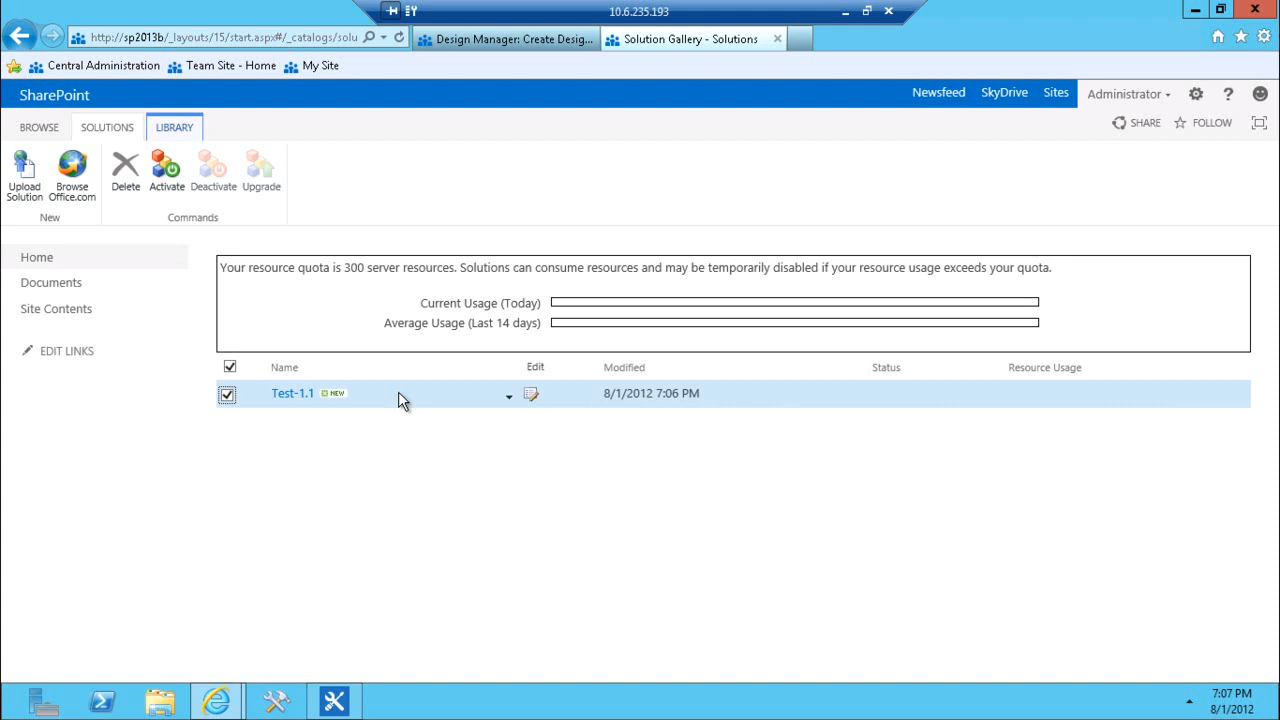 10.6.235.193
http://sp2013b/_layouts/15/start.aspx#/_catalogs/solu
Design Manager: Create Desig...
Solution Gallery - Solutions
Central Administration
Team Site - Home
My Site
SharePoint
Newsfeed
SkyDrive
Sites
Administrator
?
BROWSE
SOLUTIONS
LIBRARY
SHARE
FOLLOW
Upload Solution
Browse Office.com
Delete
Activate
Deactivate
Upgrade
New
Commands
Home
Documents
Site Contents
EDIT LINKS
Your resource quota is 300 server resources. Solutions can consume resources and may be temporarily disabled if your resource usage exceeds your quota.
Current Usage (Today)
Average Usage (Last 14 days)
Name
Edit
Modified
Status
Resource Usage
Test-1.1
NEW
8/1/2012 7:06 PM
7:07 PM
8/1/2012